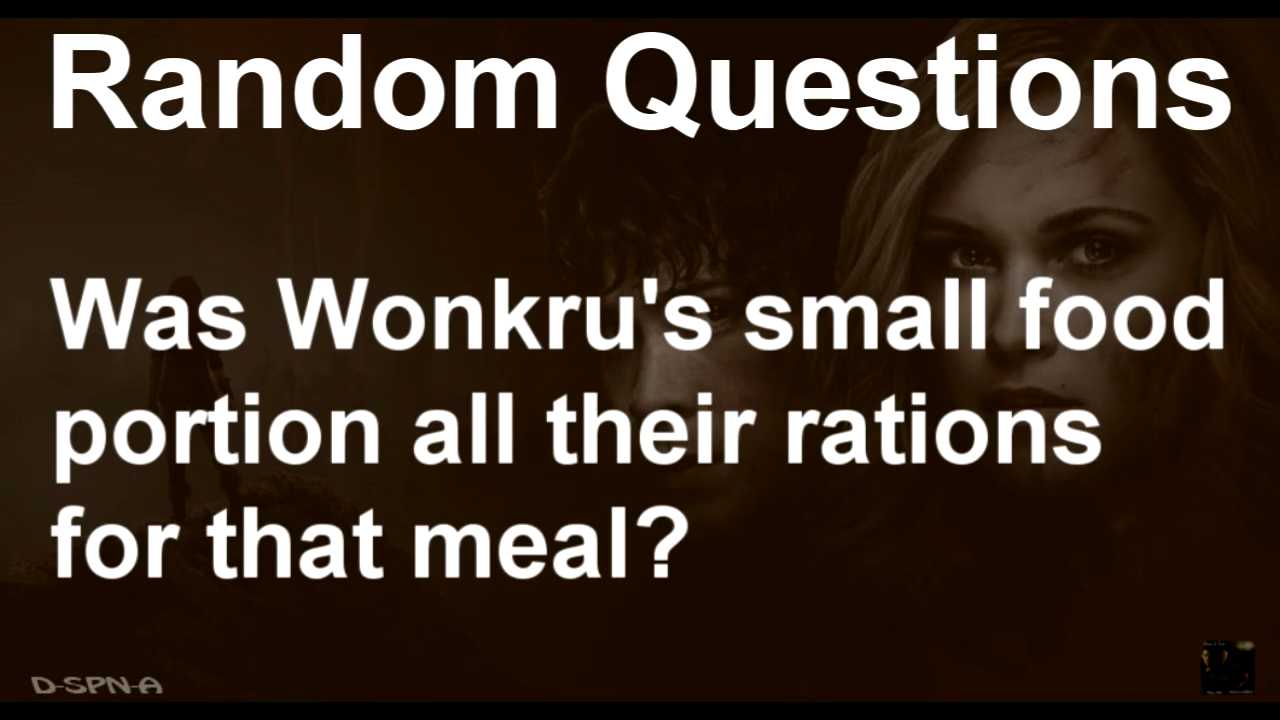 Random Questions
Was Wonkru's small food
portion all their rations
for that meal?
D-SPN-A